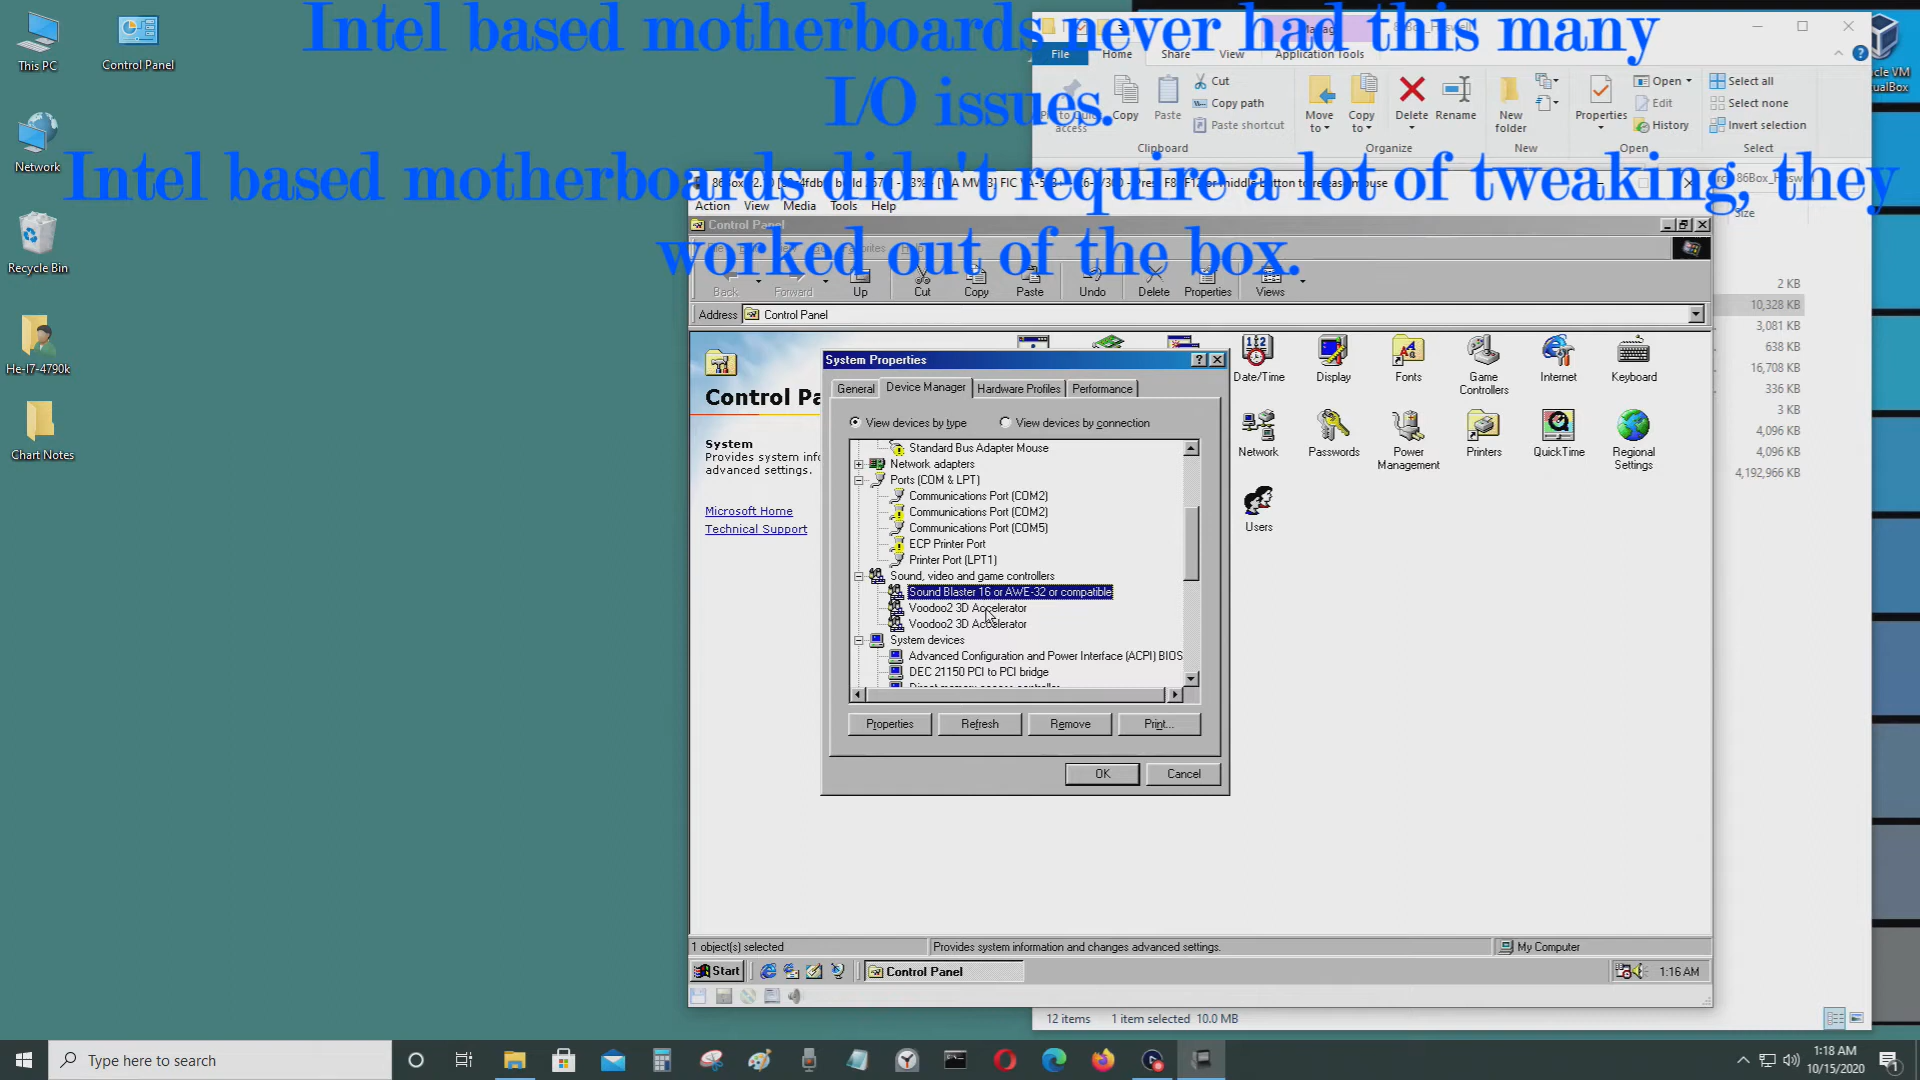 Intel based motherboards never had this many
I/O issues.
Intel based motherboards didn't require a lot of tweaking, they
worked out of the box.
This PC
Control Panel
Network
Recycle Bin
He-I7-4790k
Chart Notes
File
Home
Share
View
Application Tools
Cut
Copy path
Paste shortcut
access
Copy
Paste
Clipboard
Move to
Copy to
Delete
Rename
Organize
New folder
New
Properties
Open
Edit
History
Open
Select all
Select none
Invert selection
Select
Size
2 KB
10,328 KB
3,081 KB
638 KB
16,708 KB
336 KB
3 KB
4,096 KB
4,096 KB
4,192,966 KB
Action View Media Tools Help
Control Panel
Back
Forward
Up
Cut
Copy
Paste
Undo
Delete
Properties
Views
Address
Control Panel
System
advanced settings.
Microsoft Home
Technical Support
Date/Time
Display
Fonts
Game Controllers
Internet
Keyboard
Network
Passwords
Power Management
Printers
QuickTime
Regional Settings
Users
System Properties
General
Device Manager
Hardware Profiles
Performance
View devices by type
View devices by connection
Standard Bus Adapter Mouse
Network adapters
Ports (COM & LPT)
Communications Port (COM2)
Communications Port (COM2)
Communications Port (COM5)
ECP Printer Port
Printer Port (LPT1)
Sound, video and game controllers
Sound Blaster 16 or AWE-32 or compatible
Voodoo2 3D Accelerator
Voodoo2 3D Accelerator
System devices
Advanced Configuration and Power Interface (ACPI) BIOS
DEC 21150 PCI to PCI bridge
Properties
Refresh
Remove
Print...
OK
Cancel
1 object(s) selected
Provides system information and changes advanced settings.
My Computer
Start
Control Panel
1:16 AM
12 items
1 item selected 10.0 MB
Type here to search
1:18 AM
10/15/2020
1